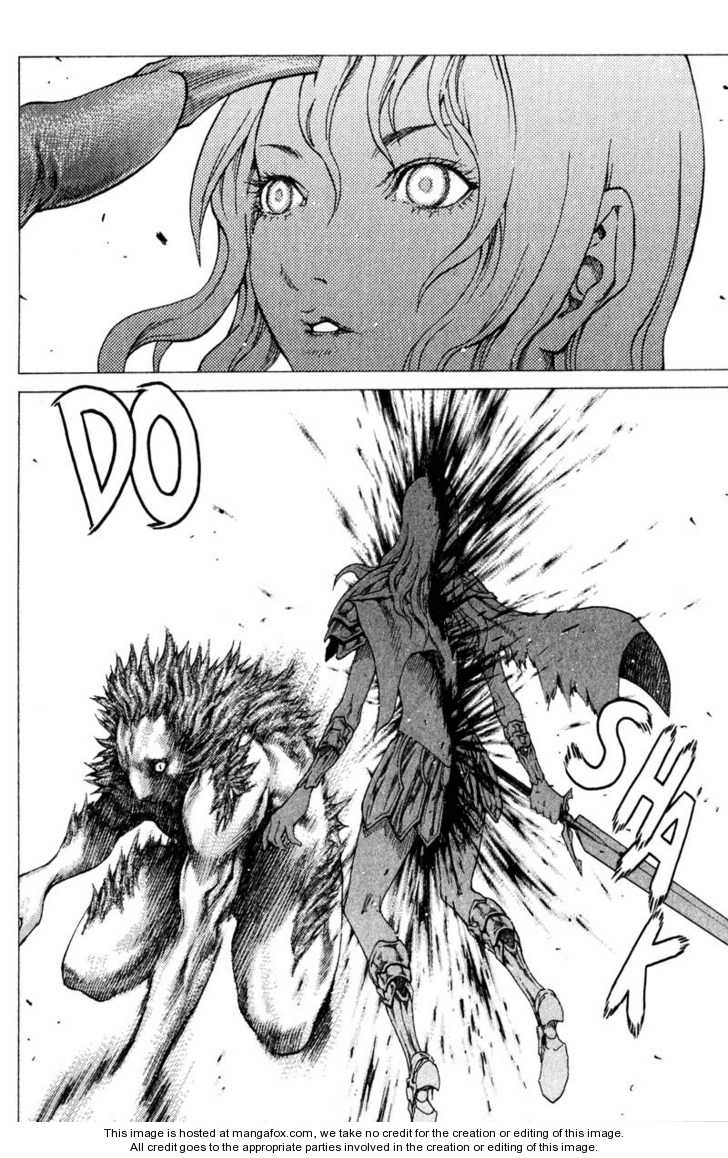 DO
SHAK
This image is hosted at mangafox.com, we take no credit for the creation or editing of this image.
All credit goes to the appropriate parties involved in the creation or editing of this image.